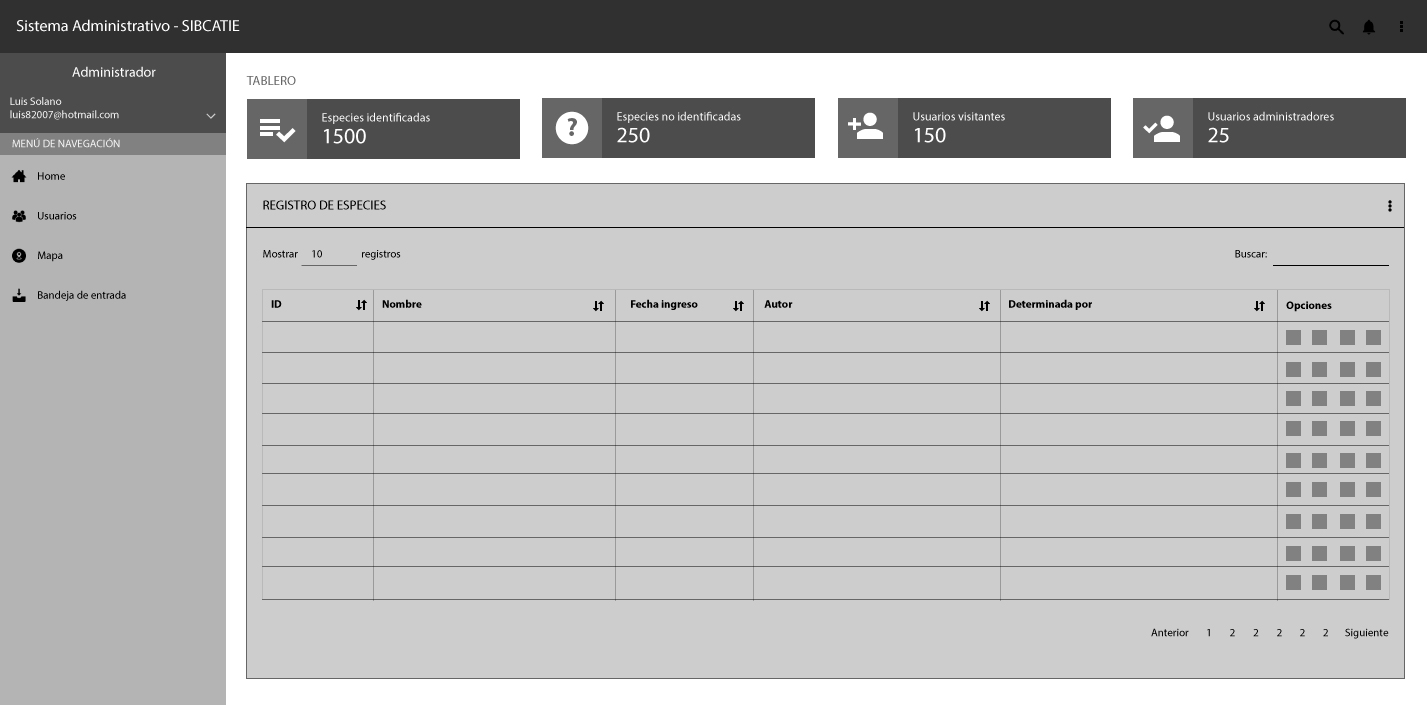 Sistema Administrativo - SIBCATIE
Administrador
Luis Solano
luis82007@hotmail.com
MENÚ DE NAVEGACIÓN
Home
Usuarios
Mapa
Bandeja de entrada
TABLERO
Especies identificadas
1500
Especies no identificadas
250
Usuarios visitantes
150
Usuarios administradores
25
REGISTRO DE ESPECIES
Mostrar 10 registros Buscar:
ID Nombre Fecha ingreso Autor Determinada por Opciones
Anterior 1 2 2 2 2 2 Siguiente